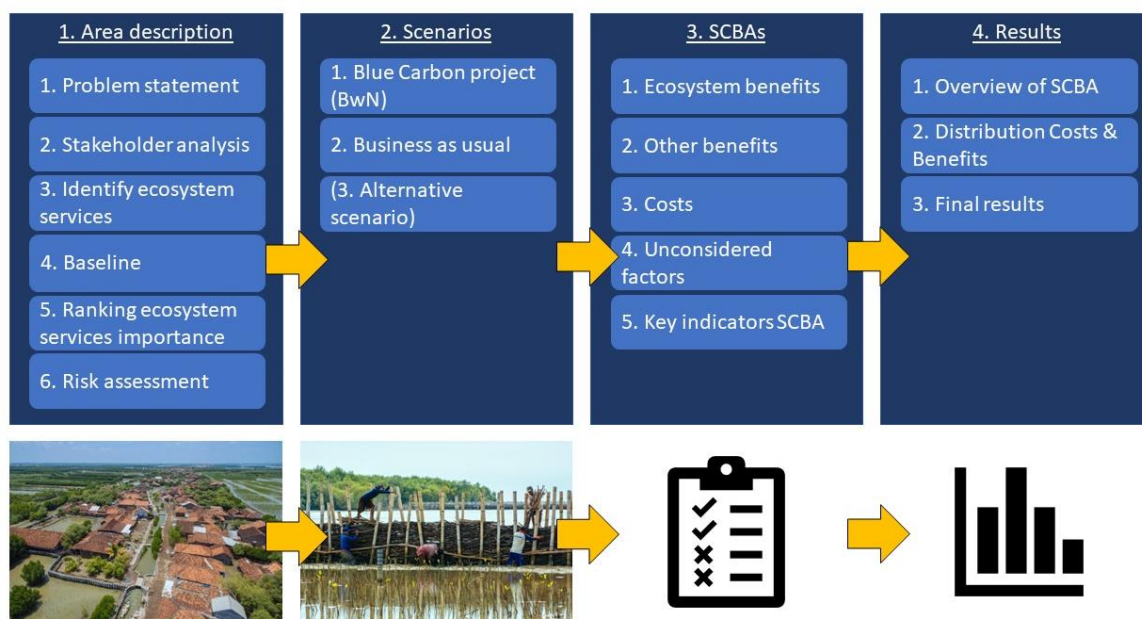 1. Area description
1. Problem statement
2. Stakeholder analysis
3. Identify ecosystem
services
4. Baseline
5. Ranking ecosystem
services importance
6. Risk assessment
2. Scenarios
1. Blue Carbon project
(BwN)
2. Business as usual
(3. Alternative
scenario)
3. SCBAs
1. Ecosystem benefits
2. Other benefits
3. Costs
4. Unconsidered
factors
5. Key indicators SCBA
4. Results
1. Overview of SCBA
2. Distribution Costs &
Benefits
3. Final results